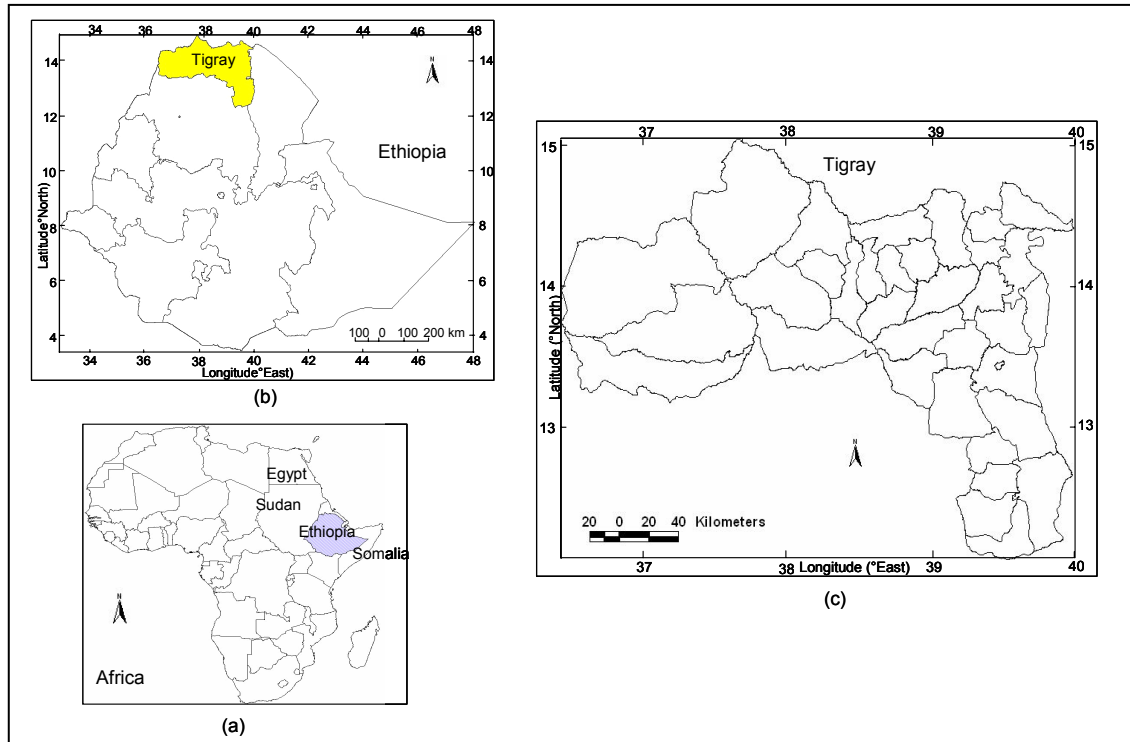 34 36 38 40 42 44 46 48
14
12
10
8
6
4
14
12
10
8
6
4
Latitude°North)
Tigray
Ethiopia
100 0 100 200 km
34 36 38 40 42 44 46 48
Longitude°East)
(b)
Egypt
Sudan
Ethiopia
Somalia
Africa
(a)
37 38 39 40
15
14
13
15
14
13
Latitude (°North)
Tigray
20 0 20 40 Kilometers
37 38 39 40
Longitude (°East)
(c)